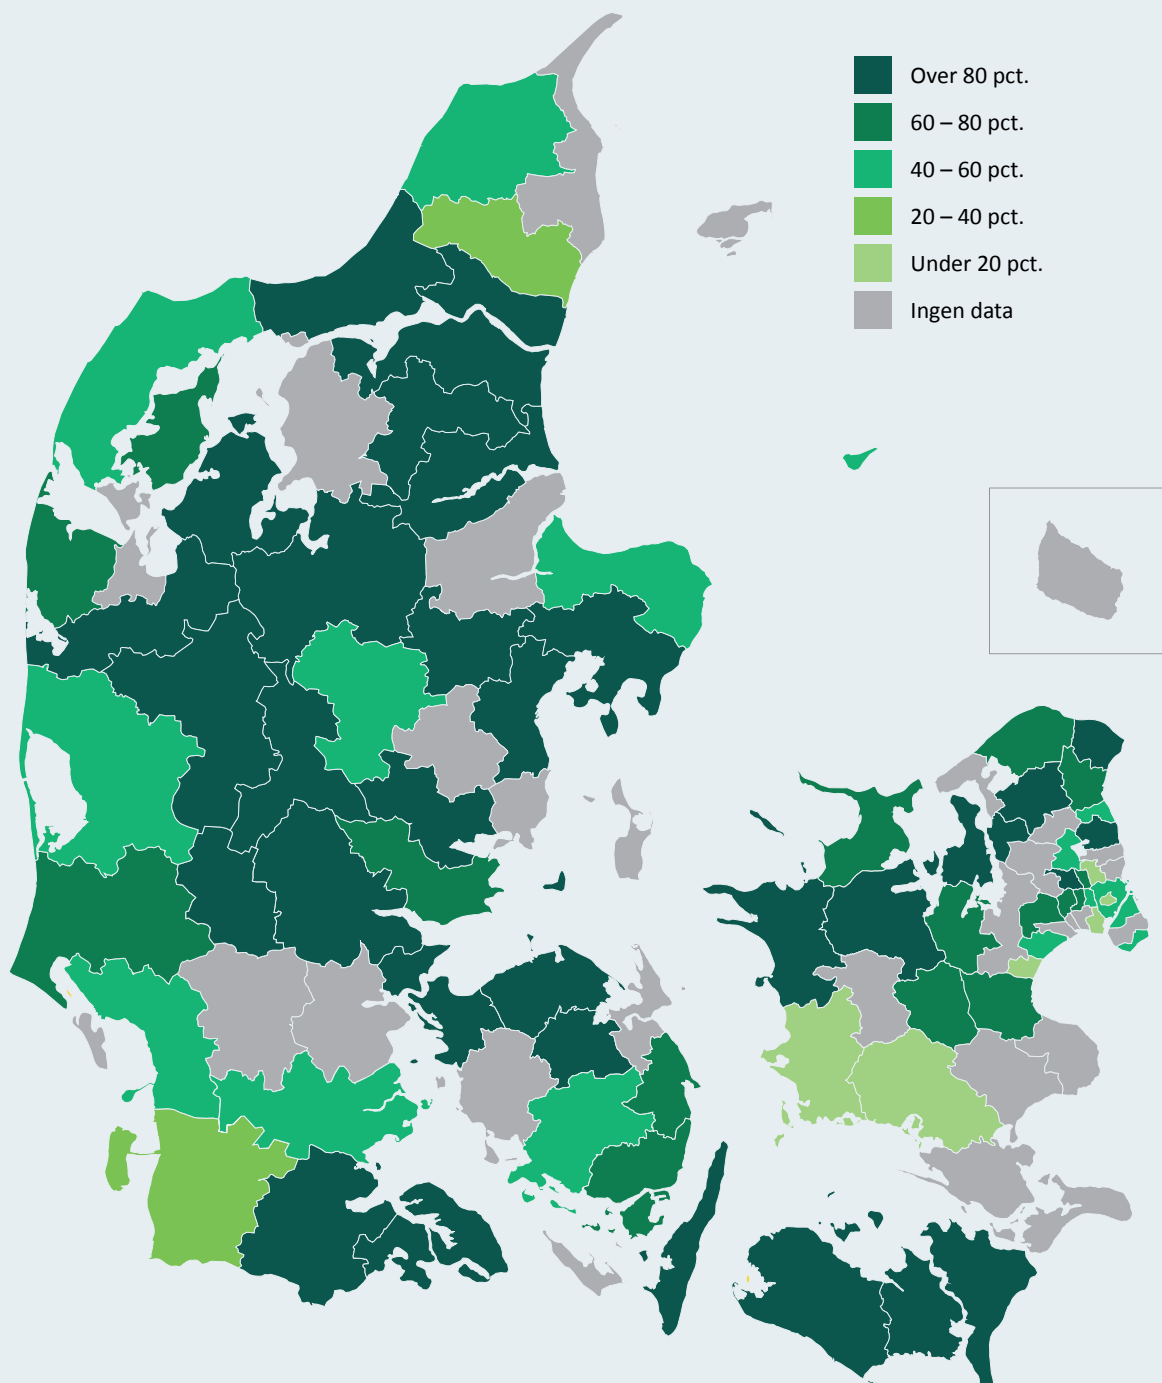 Over 80 pct.
60 – 80 pct.
40 – 60 pct.
20 – 40 pct.
Under 20 pct.
Ingen data